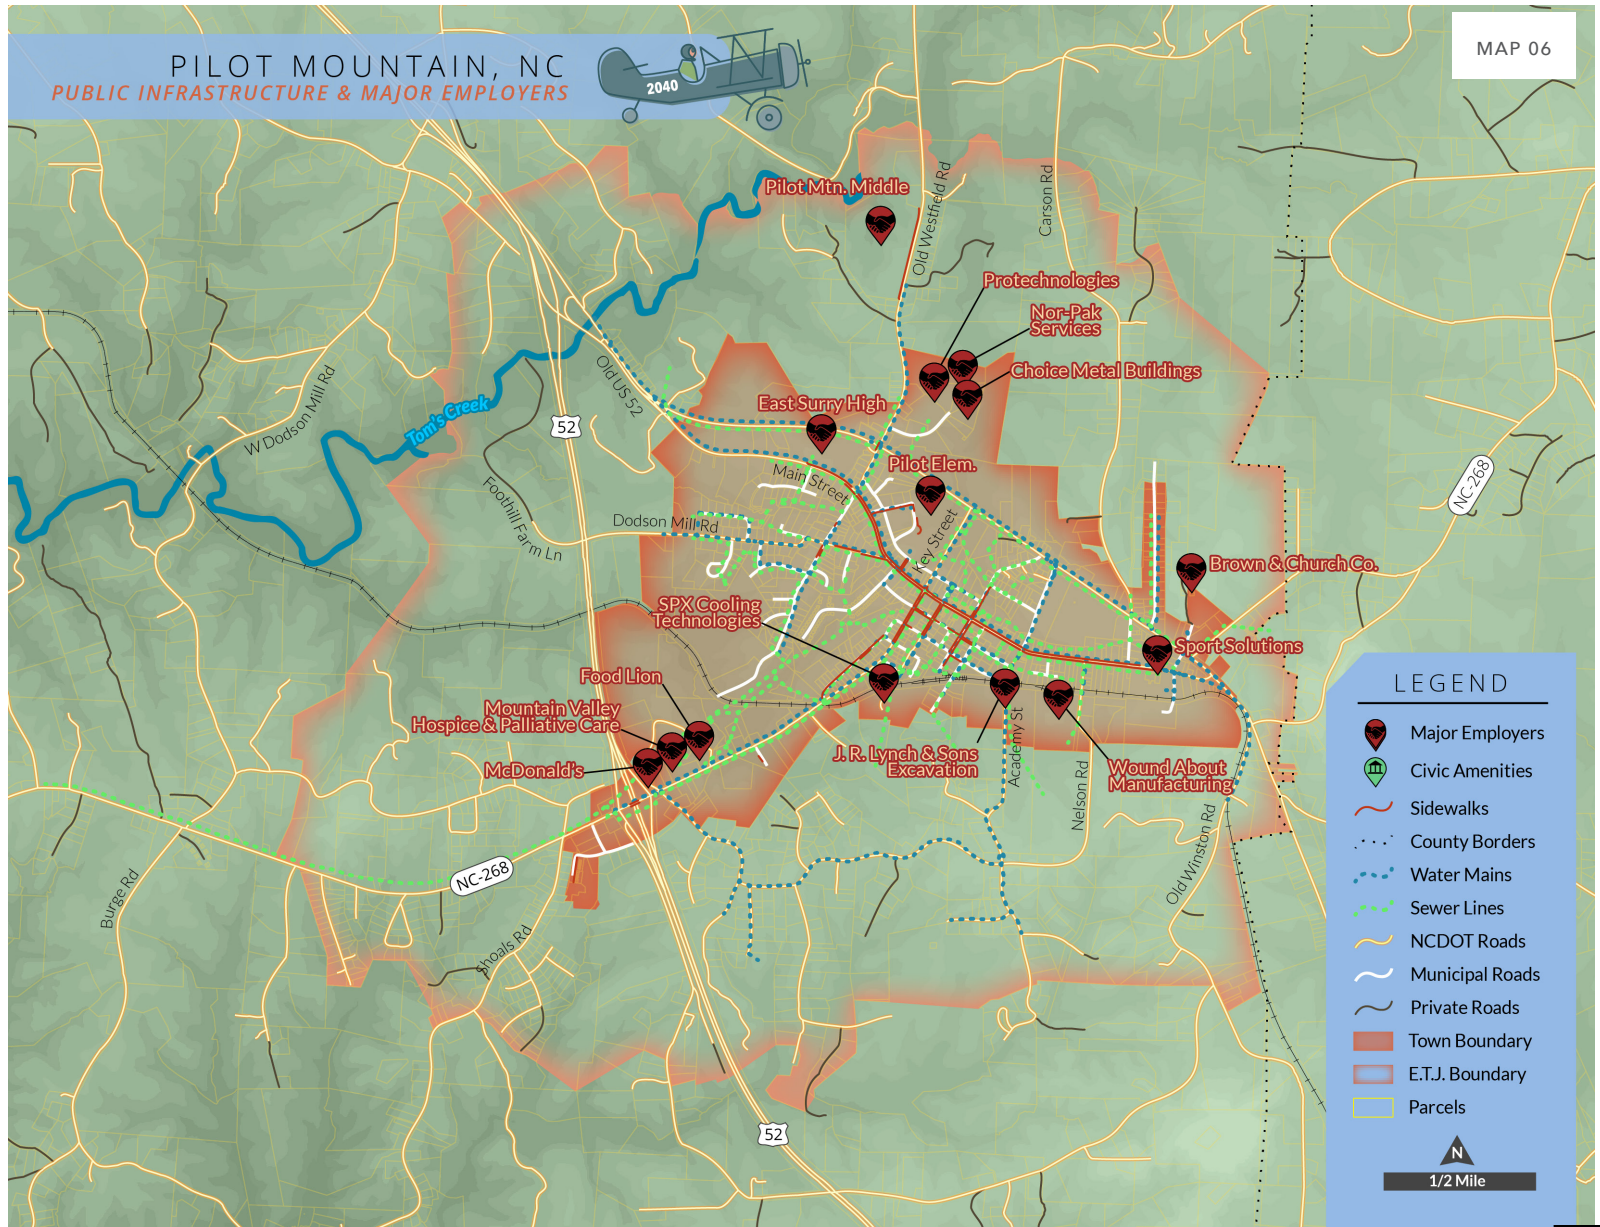 MAP 06
PILOT MOUNTAIN, NC
PUBLIC INFRASTRUCTURE & MAJOR EMPLOYERS
2040
Pilot Mtn. Middle
Old Westfield Rd
Carson Rd
Protechnologies
Nor-Pak
Services
Choice Metal Buildings
Old US 52
W Dodson Mill Rd
Tom's Creek
52
East Surry High
Pilot Elem.
Main Street
NC-268
Foothill Farm Ln
Dodson Mill Rd
Key Street
Brown & Church Co.
SPX Cooling
Technologies
Sport Solutions
Food Lion
Mountain Valley
Hospice & Palliative Care
McDonald's
J. R. Lynch & Sons
Excavation
Academy St
Wound About
Manufacturing
Nelson Rd
Old Winston Rd
NC-268
Burge Rd
Shoals Rd
52
LEGEND
Major Employers
Civic Amenities
Sidewalks
County Borders
Water Mains
Sewer Lines
NCDOT Roads
Municipal Roads
Private Roads
Town Boundary
E.T.J. Boundary
Parcels
N
1/2 Mile